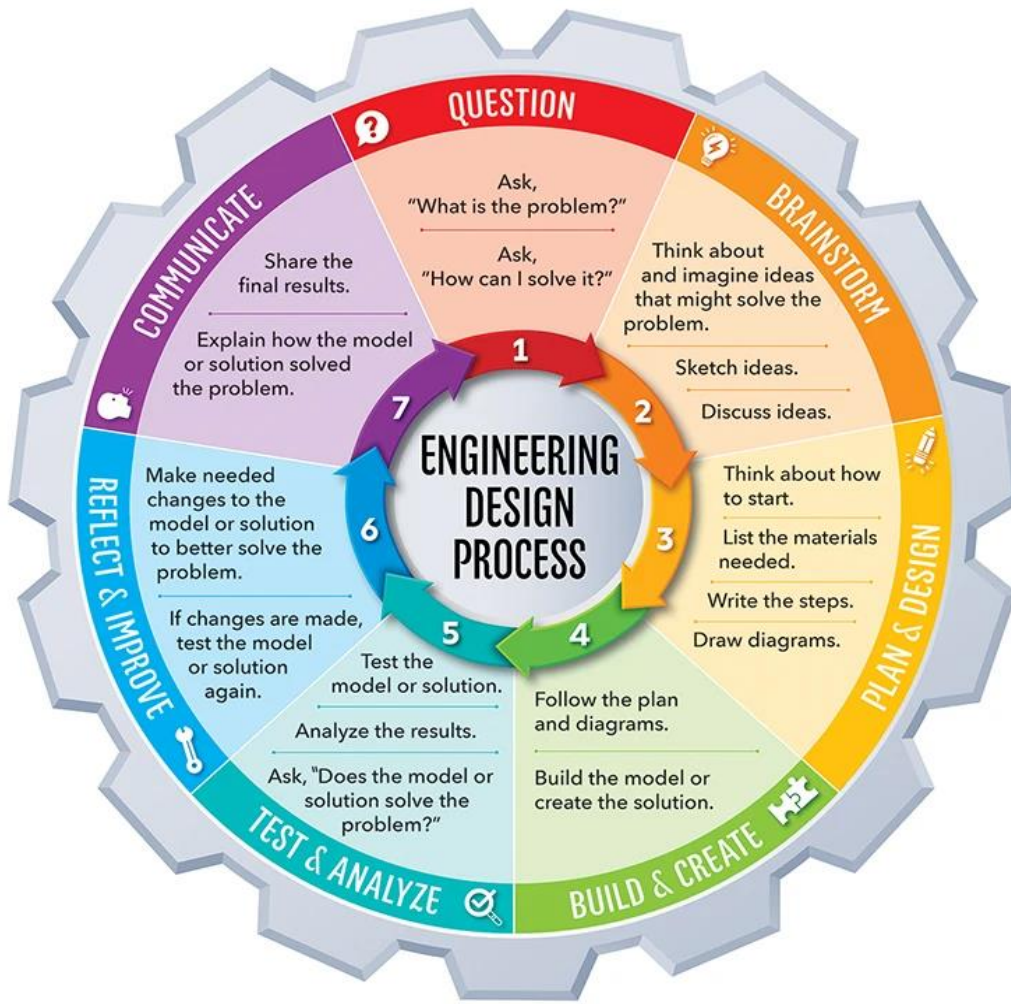 QUESTION
Ask,
“What is the problem?”
Ask,
“How can I solve it?”
1
BRAINSTORM
Think about
and imagine ideas
that might solve the
problem.
Sketch ideas.
Discuss ideas.
2
PLAN & DESIGN
Think about how
to start.
List the materials
needed.
Write the steps.
Draw diagrams.
3
BUILD & CREATE
Follow the plan
and diagrams.
Build the model or
create the solution.
4
TEST & ANALYZE
Test the
model or solution.
Analyze the results.
Ask, “Does the model or
solution solve the
problem?”
5
REFLECT & IMPROVE
Make needed
changes to the
model or solution
to better solve the
problem.
If changes are made,
test the model
or solution
again.
6
COMMUNICATE
Share the
final results.
Explain how the model
or solution solved
the problem.
7
?
ENGINEERING
DESIGN
PROCESS